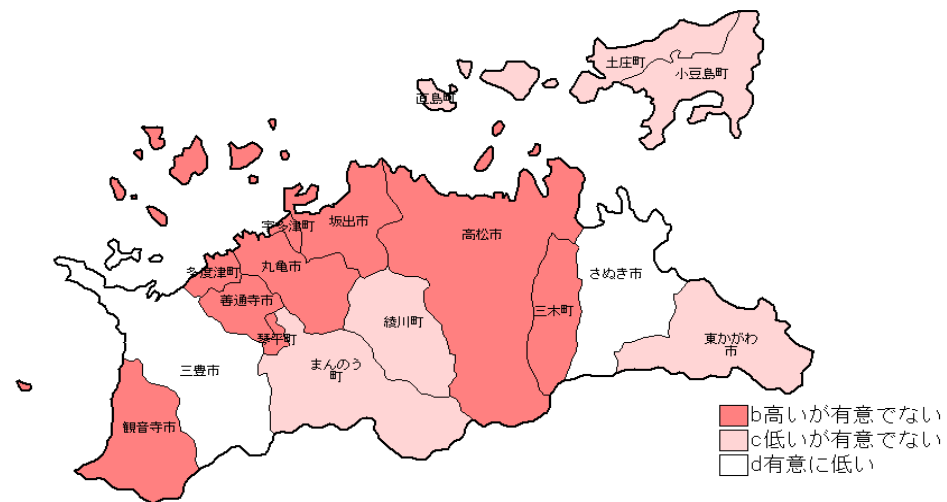 土庄町
小豆島町
直島町
宇多津町
坂出市
高松市
多度津町
丸亀市
さぬき市
善通寺市
綾川町
三木町
琴平町
東かがわ
市
まんのう
町
三豊市
観音寺市
b高いが有意でない
c低いが有意でない
d有意に低い